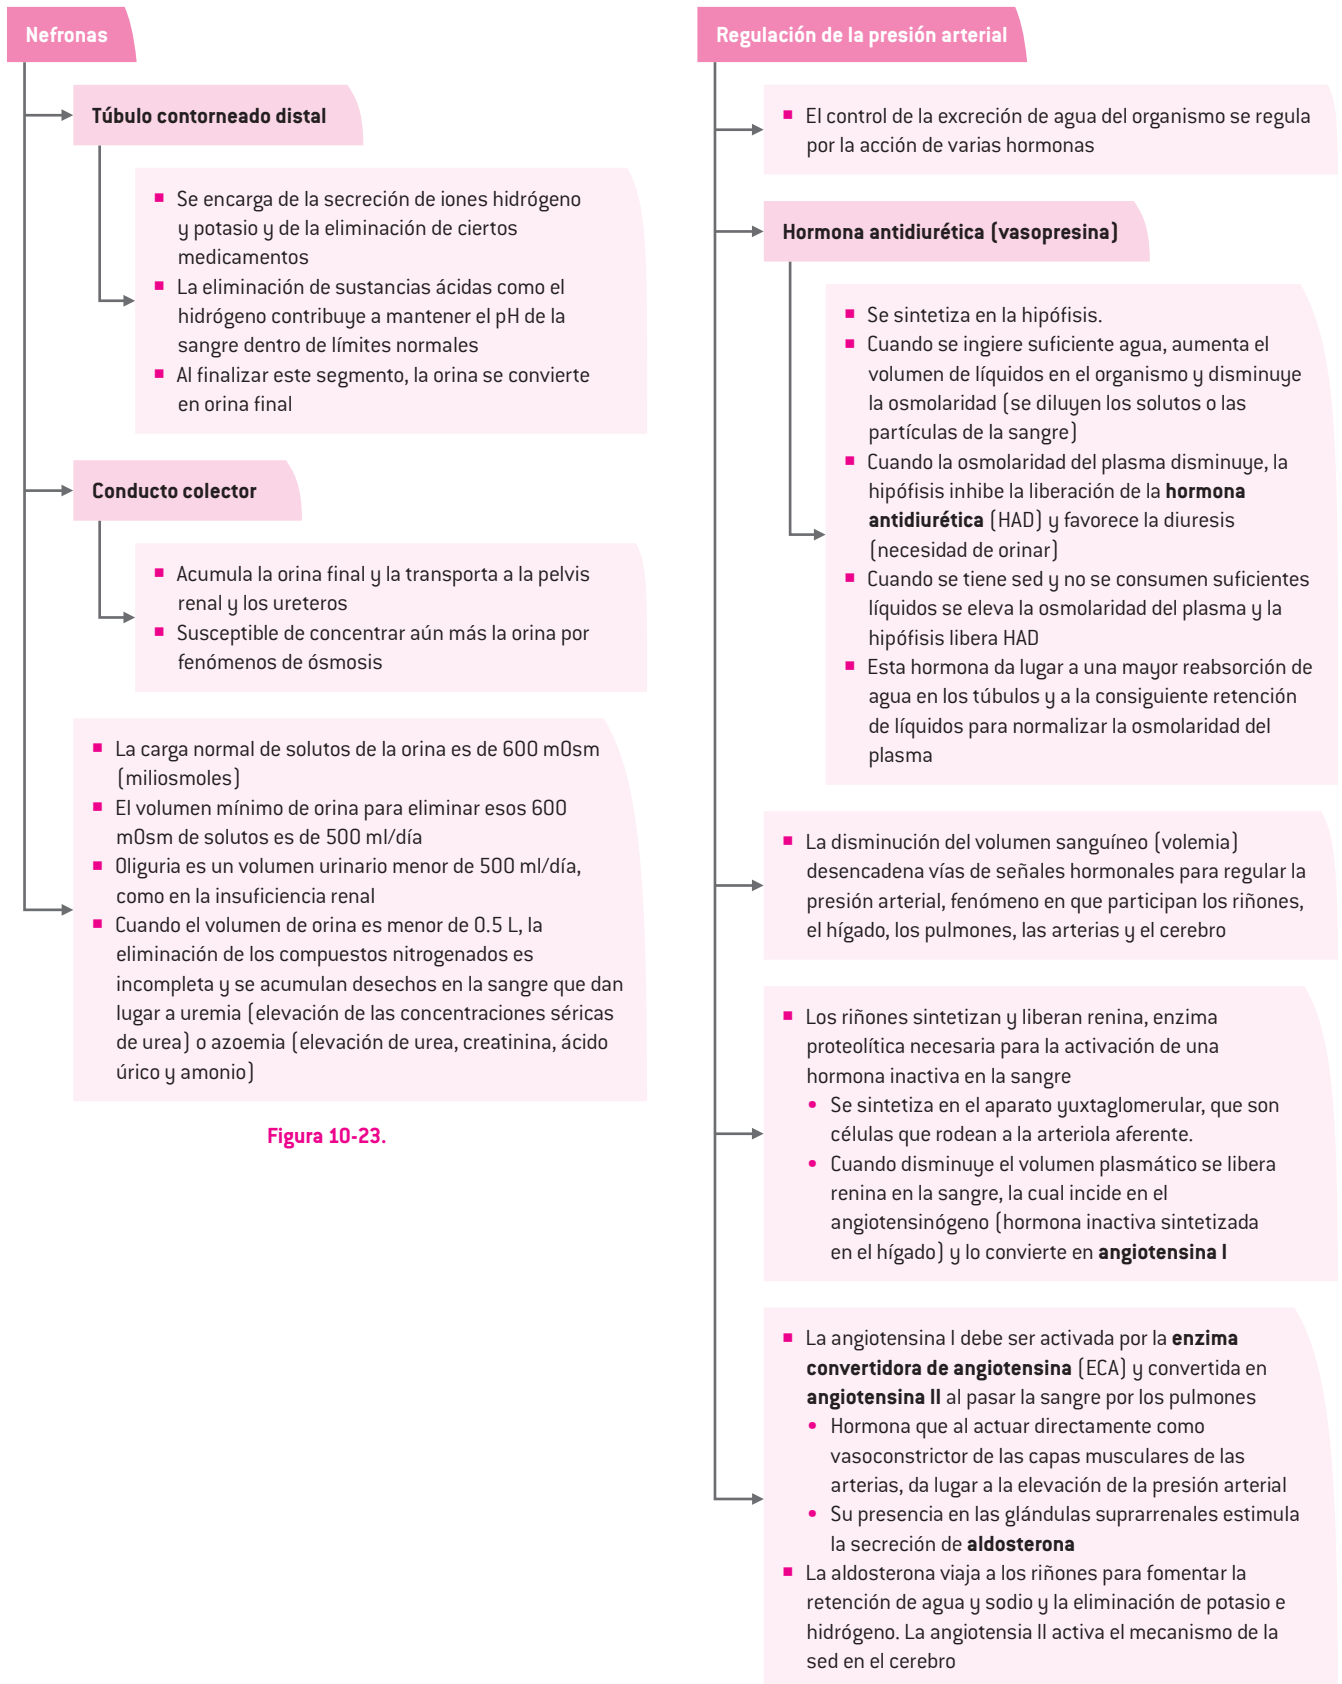 Nefronas
Túbulo contorneado distal
■ Se encarga de la secreción de iones hidrógeno
y potasio y de la eliminación de ciertos
medicamentos
■ La eliminación de sustancias ácidas como el
hidrógeno contribuye a mantener el pH de la
sangre dentro de límites normales
■ Al finalizar este segmento, la orina se convierte
en orina final
Conducto colector
■ Acumula la orina final y la transporta a la pelvis
renal y los ureteros
■ Susceptible de concentrar aún más la orina por
fenómenos de ósmosis
■ La carga normal de solutos de la orina es de 600 mOsm
(miliosmoles)
■ El volumen mínimo de orina para eliminar esos 600
mOsm de solutos es de 500 ml/día
■ Oliguria es un volumen urinario menor de 500 ml/día,
como en la insuficiencia renal
■ Cuando el volumen de orina es menor de 0.5 L, la
eliminación de los compuestos nitrogenados es
incompleta y se acumulan desechos en la sangre que dan
lugar a uremia (elevación de las concentraciones séricas
de urea) o azoemia (elevación de urea, creatinina, ácido
úrico y amonio)
Figura 10-23.
Regulación de la presión arterial
■ El control de la excreción de agua del organismo se regula
por la acción de varias hormonas
Hormona antidiurética (vasopresina)
■ Se sintetiza en la hipófisis.
■ Cuando se ingiere suficiente agua, aumenta el
volumen de líquidos en el organismo y disminuye
la osmolaridad (se diluyen los solutos o las
partículas de la sangre)
■ Cuando la osmolaridad del plasma disminuye, la
hipófisis inhibe la liberación de la hormona
antidiurética (HAD) y favorece la diuresis
(necesidad de orinar)
■ Cuando se tiene sed y no se consumen suficientes
líquidos se eleva la osmolaridad del plasma y la
hipófisis libera HAD
■ Esta hormona da lugar a una mayor reabsorción de
agua en los túbulos y a la consiguiente retención
de líquidos para normalizar la osmolaridad del
plasma
■ La disminución del volumen sanguíneo (volemia)
desencadena vías de señales hormonales para regular la
presión arterial, fenómeno en que participan los riñones,
el hígado, los pulmones, las arterias y el cerebro
■ Los riñones sintetizan y liberan renina, enzima
proteolítica necesaria para la activación de una
hormona inactiva en la sangre
• Se sintetiza en el aparato yuxtaglomerular, que son
células que rodean a la arteriola aferente.
• Cuando disminuye el volumen plasmático se libera
renina en la sangre, la cual incide en el
angiotensinógeno (hormona inactiva sintetizada
en el hígado) y lo convierte en angiotensina I
■ La angiotensina I debe ser activada por la enzima
convertidora de angiotensina (ECA) y convertida en
angiotensina II al pasar la sangre por los pulmones
• Hormona que al actuar directamente como
vasoconstrictor de las capas musculares de las
arterias, da lugar a la elevación de la presión arterial
• Su presencia en las glándulas suprarrenales estimula
la secreción de aldosterona
■ La aldosterona viaja a los riñones para fomentar la
retención de agua y sodio y la eliminación de potasio e
hidrógeno. La angiotensia II activa el mecanismo de la
sed en el cerebro